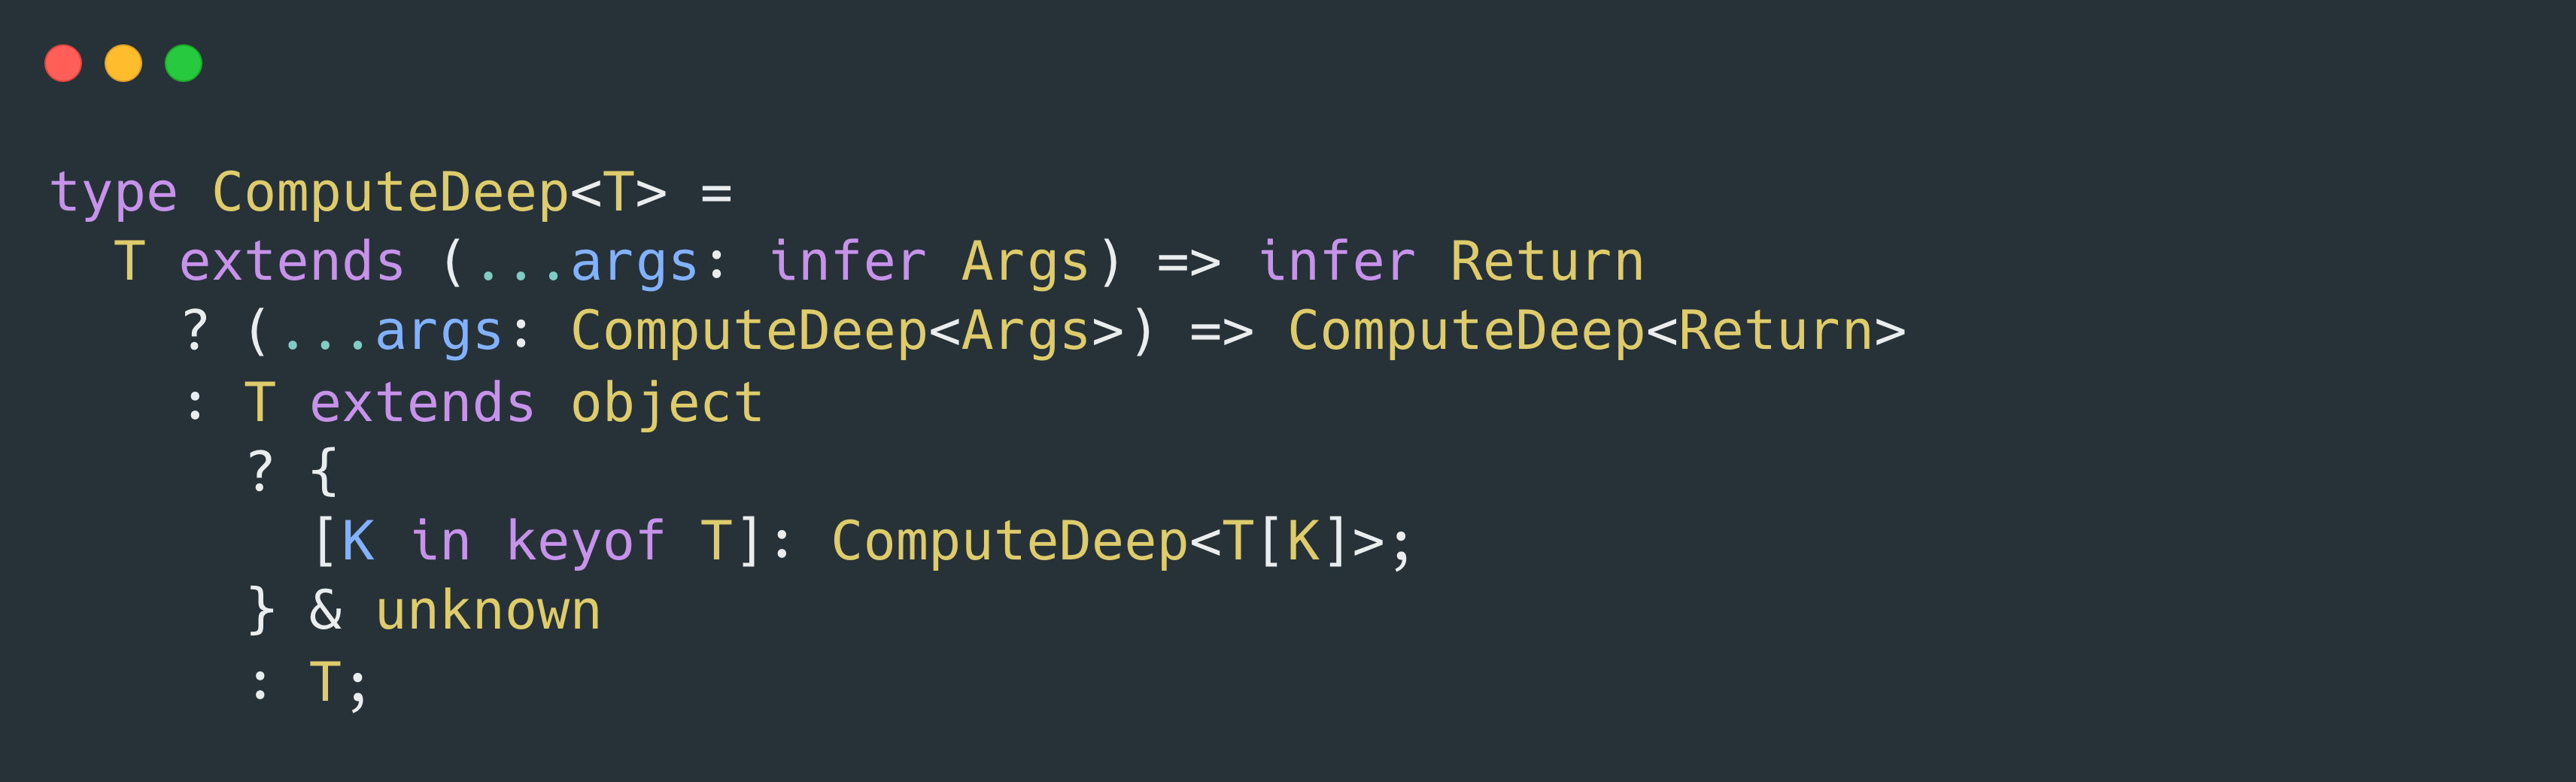 type ComputeDeep<T> =
  T extends (...args: infer Args) => infer Return
    ? (...args: ComputeDeep<Args>) => ComputeDeep<Return>
    : T extends object
      ? {
        [K in keyof T]: ComputeDeep<T[K]>;
      } & unknown
      : T;